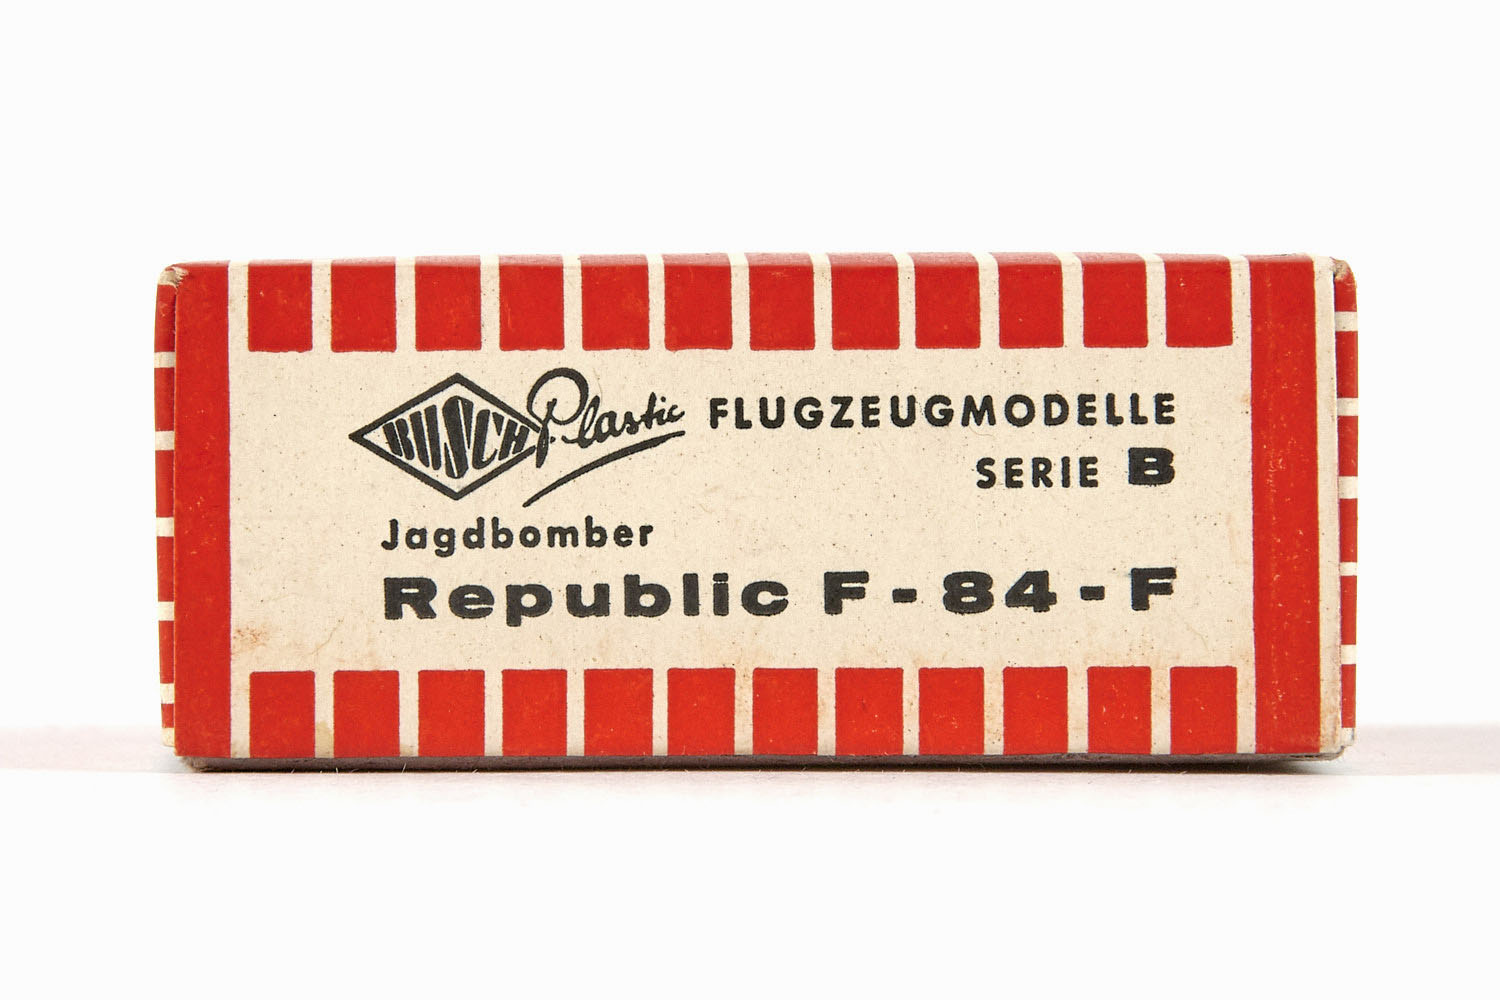 BUSCH Plastic FLUGZEUGMODELLE
SERIE B
Jagdbomber
Republic F-84-F